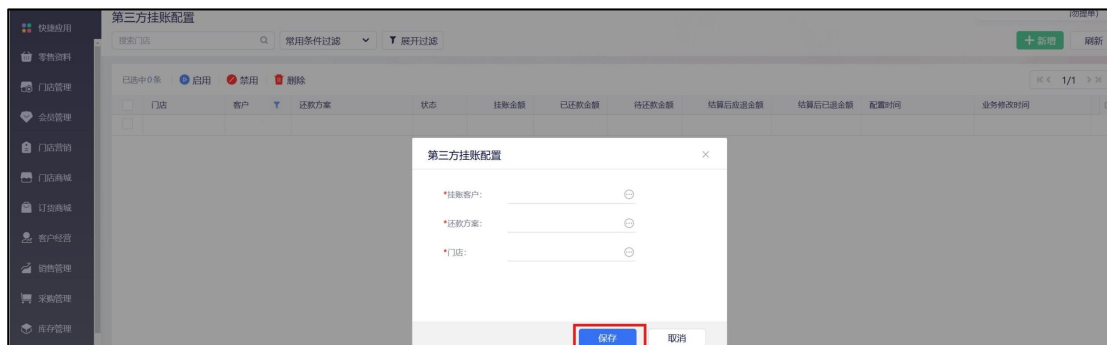 快捷应用
零售资料
门店管理
会员管理
门店营销
门店商城
订货商城
客户经营
销售管理
采购管理
库存管理
第三方挂账配置
(勿提单)
搜索门店 常用条件过滤 展开过滤 新增 刷新
已选中0条 启用 禁用 删除 1/1
门店 客户 还款方案 状态 挂账金额 已还款金额 待还款金额 结算后应退金额 结算后已退金额 配置时间 业务修改时间
第三方挂账配置
*挂账客户:
*还款方案:
*门店:
保存 取消